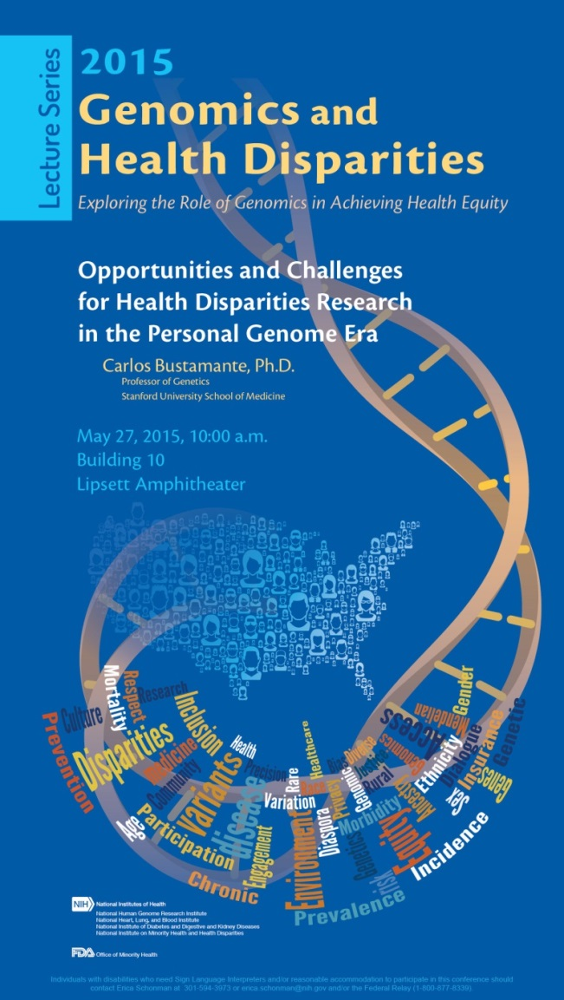 Lecture Series
2015
Genomics and
Health Disparities
Exploring the Role of Genomics in Achieving Health Equity
Opportunities and Challenges
for Health Disparities Research
in the Personal Genome Era
Carlos Bustamante, Ph.D.
Professor of Genetics
Stanford University School of Medicine
May 27, 2015, 10:00 a.m.
Building 10
Lipsett Amphitheater
Prevention
Culture
Mortality
Respect
Research
Disparities
Inclusion
Medicine
Community
Age
Participation
Variants
Health
Precision
disease
Chronic
Engagement
Variation
Rare
Healthcare
Race
Environment
Diaspora
Privacy
Bias
Diverse
Genomic
Justice
Rural
Genomics
Access
Mendelian
Gender
Morbidity
Genetics
Risk
Prevalence
Equity
Ancestry
Ethnicity
Dialogue
Sex
Insurance
Genes
Genetic
Incidence
NIH
National Institutes of Health
National Human Genome Research Institute
National Heart, Lung, and Blood Institute
National Institute of Diabetes and Digestive and Kidney Diseases
National Institute on Minority Health and Health Disparities
FDA Office of Minority Health
Individuals with disabilities who need Sign Language Interpreters and/or reasonable accommodation to participate in this conference should
contact Erica Schonman at 301-594-3973 or erica.schonman@nih.gov and/or the Federal Relay (1-800-877-8339).